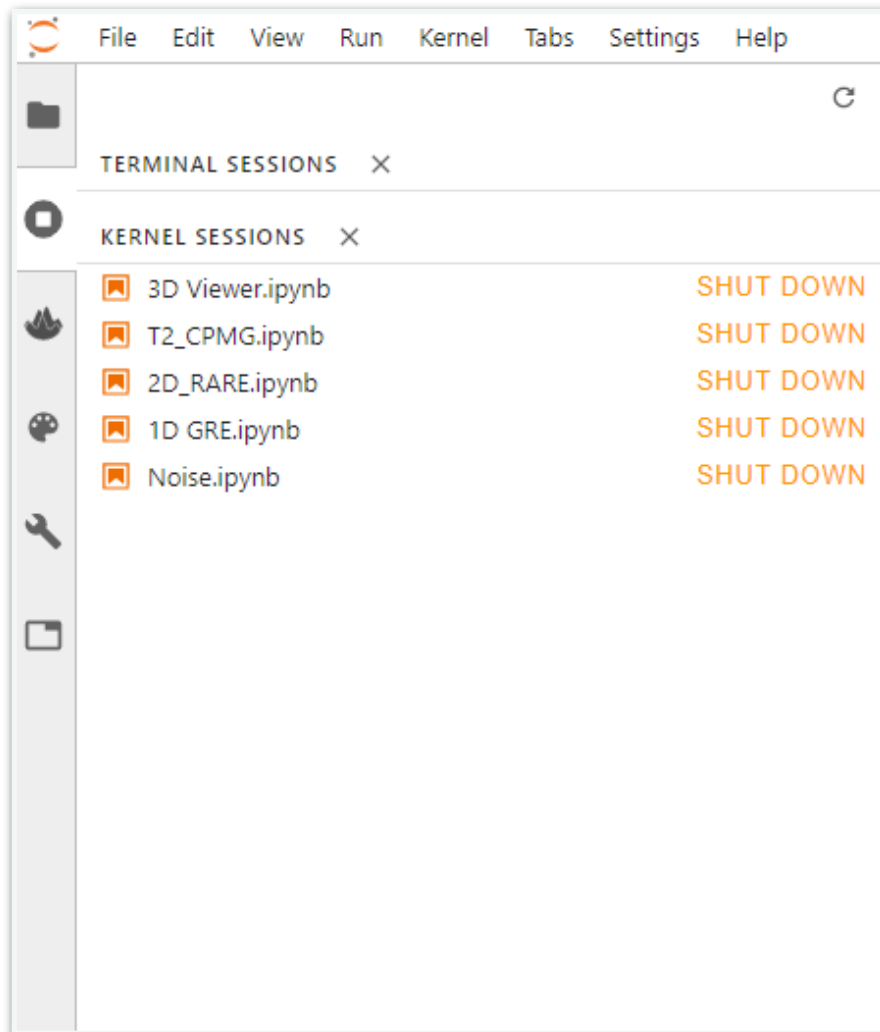 File Edit View Run Kernel Tabs Settings Help
TERMINAL SESSIONS
KERNEL SESSIONS
3D Viewer.ipynb SHUT DOWN
T2_CPMG.ipynb SHUT DOWN
2D_RARE.ipynb SHUT DOWN
1D GRE.ipynb SHUT DOWN
Noise.ipynb SHUT DOWN